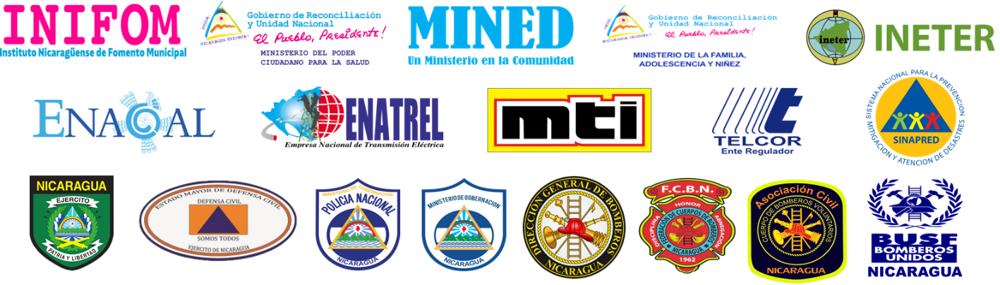 INIFOM
Instituto Nicaragüense de Fomento Municipal
UNIDA
NICARAGUA TRIUNFA!
Gobierno de Reconciliación
y Unidad Nacional
El Pueblo, Presidente!
MINISTERIO DEL PODER
CIUDADANO PARA LA SALUD
MINED
Un Ministerio en la Comunidad
UNIDA
NICARAGUA TRIUNFA!
Gobierno de Reconciliación
y Unidad Nacional
El Pueblo, Presidente!
MINISTERIO DE LA FAMILIA,
ADOLESCENCIA Y NIÑEZ
ineter
INETER
ENACAL
ENATREL
Empresa Nacional de Transmisión Eléctrica
mti
t
TELCOR
Ente Regulador
SISTEMA NACIONAL PARA LA PREVENCION
MITIGACION Y ATENCION DE DESASTRES
SINAPRED
NICARAGUA
EJERCITO
PATRIA Y LIBERTAD
ESTADO MAYOR DE DEFENSA CIVIL
DEFENSA CIVIL
SOMOS TODOS
EJERCITO DE NICARAGUA
MINISTERIO DE GOBERNACION
POLICIA NACIONAL
NICARAGUA
MINISTERIO DE GOBERNACION
NICARAGUA
DIRECCION GENERAL DE BOMBEROS
NICARAGUA
F.C.B.N.
HONOR
DISCIPLINA
ABNEGACION
FEDERACION DE CUERPOS DE BOMBEROS
NICARAGUA
1962
Asociación Civil
CUERPO DE BOMBEROS VOLUNTARIOS
NICARAGUA
BUSF
BOMBEROS
UNIDOS
NICARAGUA